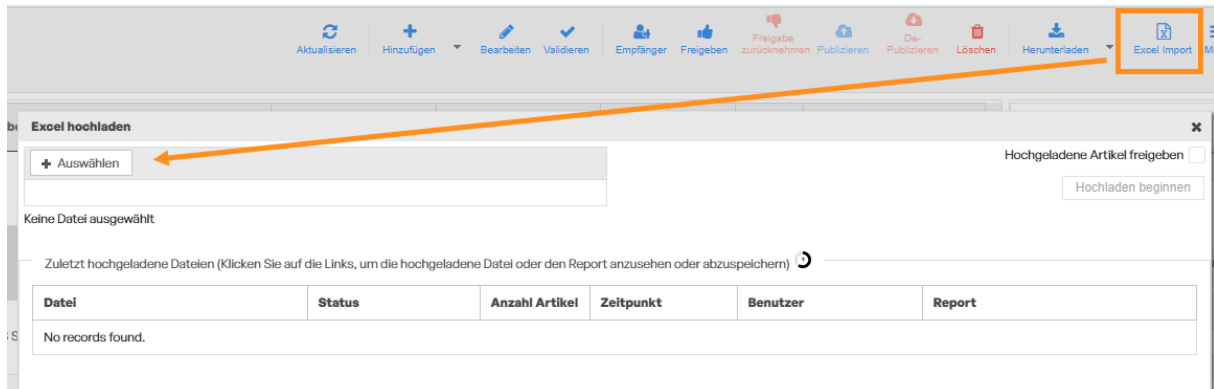 Aktualisieren Hinzufügen Bearbeiten Validieren Empfänger Freigeben Freigabe zurücknehmen Publizieren De-Publizieren Löschen Herunterladen Excel Import
Excel hochladen
Auswählen
Hochgeladene Artikel freigeben
Hochladen beginnen
Keine Datei ausgewählt
Zuletzt hochgeladene Dateien (Klicken Sie auf die Links, um die hochgeladene Datei oder den Report anzusehen oder abzuspeichern)
Datei Status Anzahl Artikel Zeitpunkt Benutzer Report
No records found.